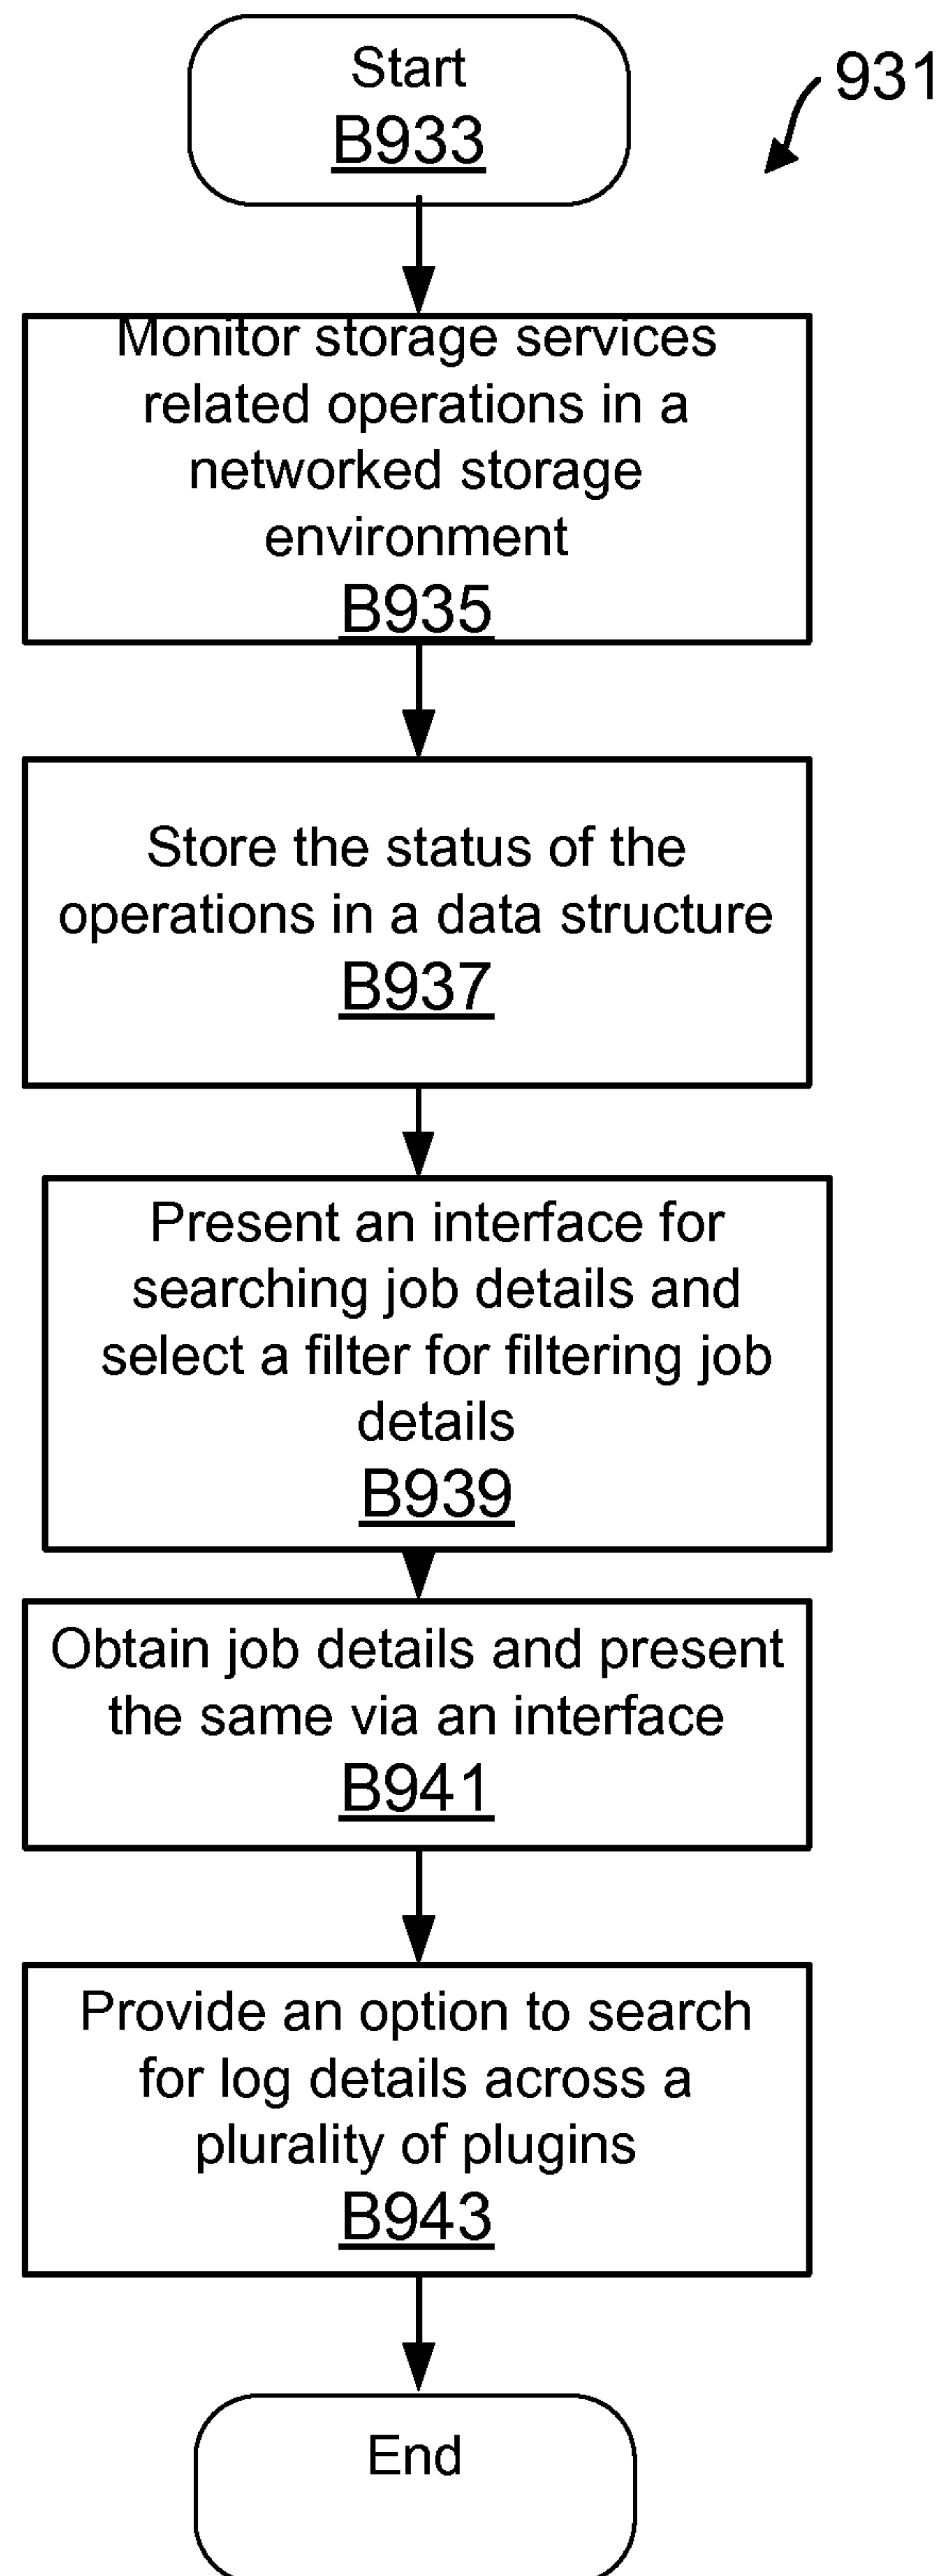 Start
B933
931
Monitor storage services
related operations in a
networked storage
environment
B935
Store the status of the
operations in a data structure
B937
Present an interface for
searching job details and
select a filter for filtering job
details
B939
Obtain job details and present
the same via an interface
B941
Provide an option to search
for log details across a
plurality of plugins
B943
End